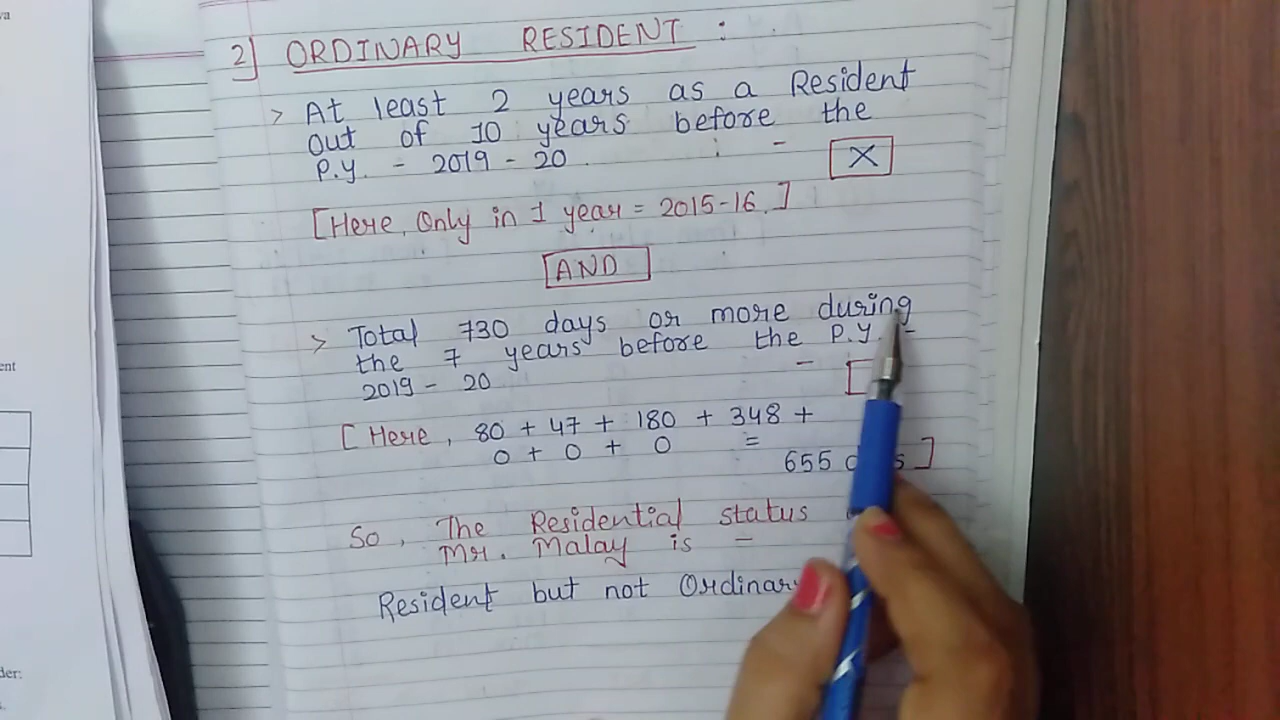 2] ORDINARY RESIDENT :
> At least 2 years as a Resident
out of 10 years before the
P.Y. - 2019 - 20. -
[X]
[Here, Only in 1 year = 2015-16.]
[AND]
> Total 730 days or more during
the 7 years before the P.Y. -
2019 - 20 -
[Here, 80 + 47 + 180 + 348 +
0 + 0 + 0 =
655 ]
So, The Residential status
Mr. Malay is -
Resident but not Ordinary